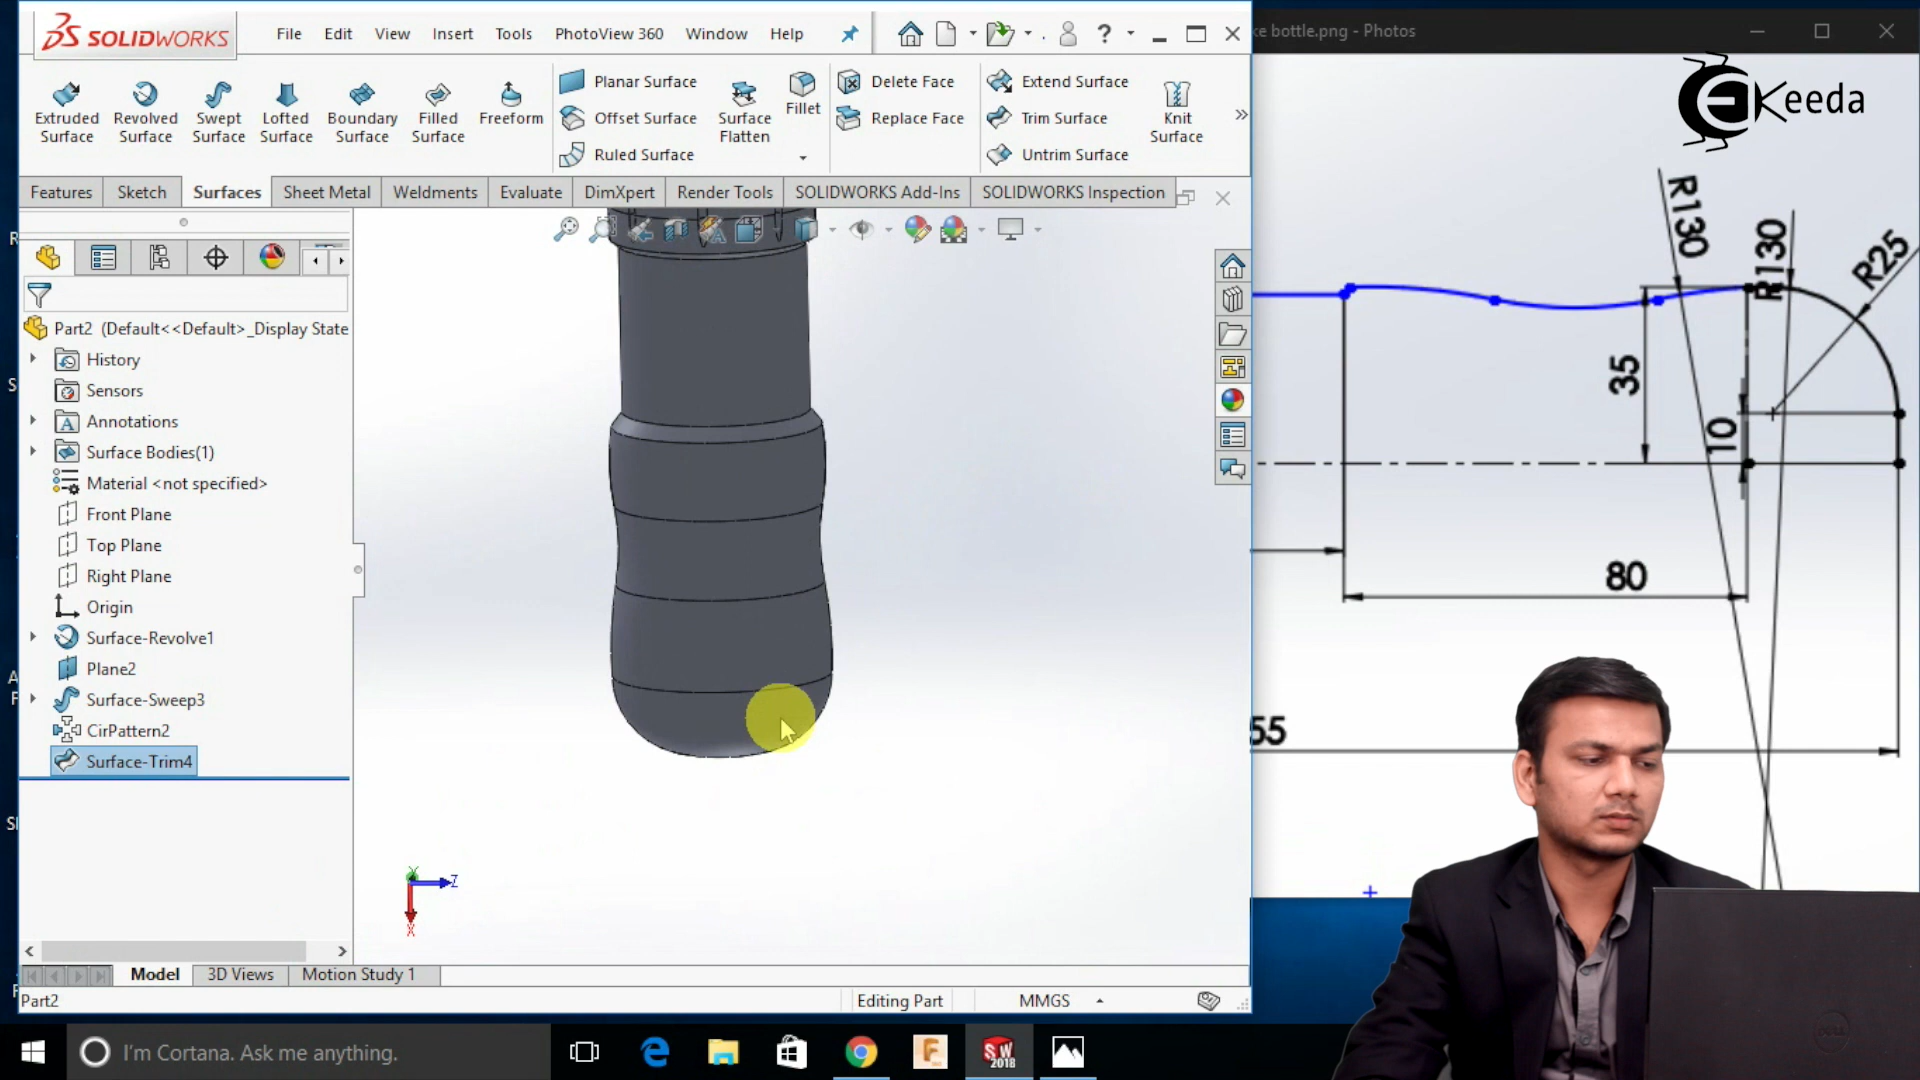 SOLIDWORKS
File Edit View Insert Tools PhotoView 360 Window Help
ke bottle.png - Photos
Keeda
Extruded Surface
Revolved Surface
Swept Surface
Lofted Surface
Boundary Surface
Filled Surface
Freeform
Planar Surface
Offset Surface
Ruled Surface
Surface Flatten
Fillet
Delete Face
Replace Face
Extend Surface
Trim Surface
Untrim Surface
Knit Surface
Features Sketch Surfaces Sheet Metal Weldments Evaluate DimXpert Render Tools SOLIDWORKS Add-Ins SOLIDWORKS Inspection
Part2 (Default<<Default>_Display State
History
Sensors
Annotations
Surface Bodies(1)
Material <not specified>
Front Plane
Top Plane
Right Plane
Origin
Surface-Revolve1
Plane2
Surface-Sweep3
CirPattern2
Surface-Trim4
R130
R130
R25
35
10
80
55
Y
Z
X
Model 3D Views Motion Study 1
Part2 Editing Part MMGS
I'm Cortana. Ask me anything.
SW
2018